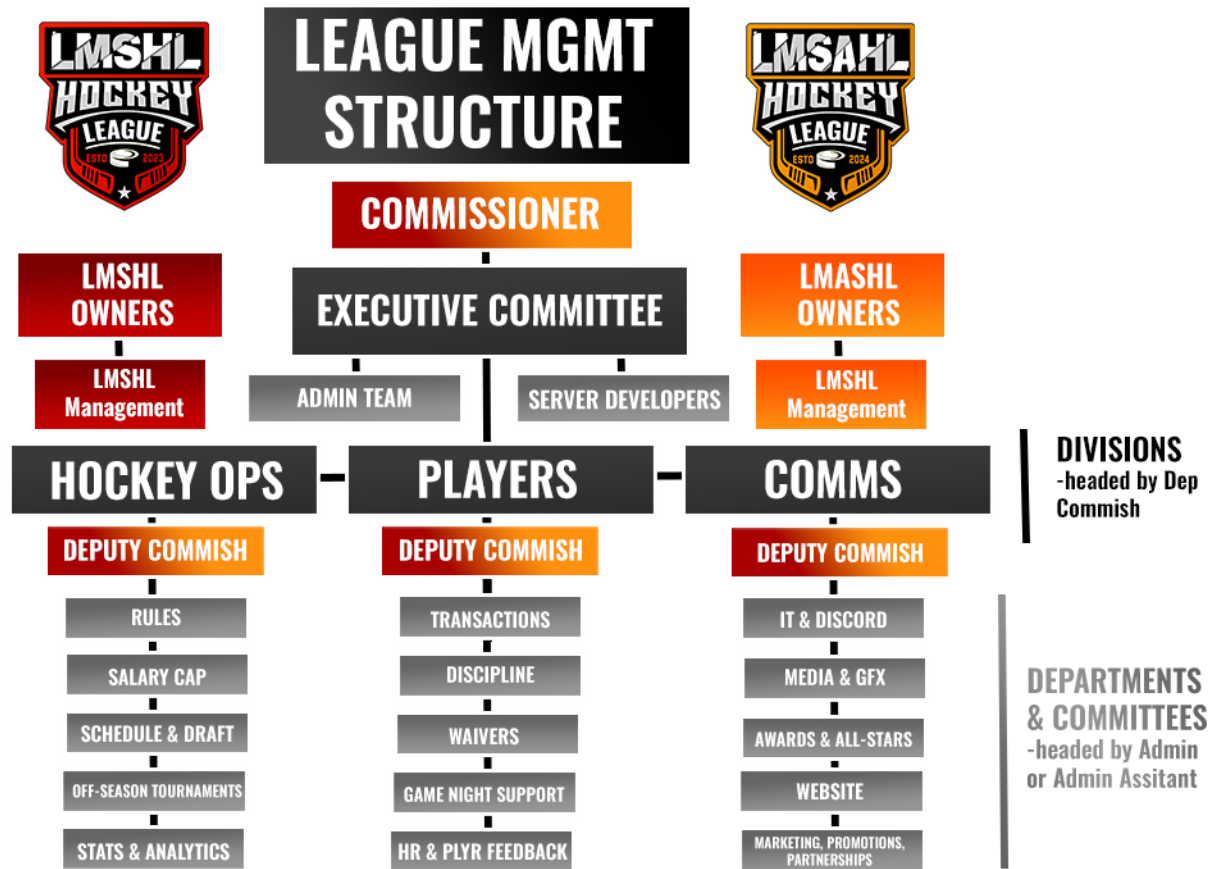 LMSHL
HOCKEY
LEAGUE
ESTD 2023
LEAGUE MGMT
STRUCTURE
LMSAHL
HOCKEY
LEAGUE
ESTD 2024
COMMISSIONER
LMSHL
OWNERS
EXECUTIVE COMMITTEE
LMASHL
OWNERS
LMSHL
Management
ADMIN TEAM
SERVER DEVELOPERS
LMSHL
Management
HOCKEY OPS
PLAYERS
COMMS
DIVISIONS
-headed by Dep
Commish
DEPUTY COMMISH
DEPUTY COMMISH
DEPUTY COMMISH
RULES
TRANSACTIONS
IT & DISCORD
SALARY CAP
DISCIPLINE
MEDIA & GFX
DEPARTMENTS
& COMMITTEES
-headed by Admin
or Admin Assitant
SCHEDULE & DRAFT
WAIVERS
AWARDS & ALL-STARS
OFF-SEASON TOURNAMENTS
GAME NIGHT SUPPORT
WEBSITE
STATS & ANALYTICS
HR & PLYR FEEDBACK
MARKETING, PROMOTIONS,
PARTNERSHIPS